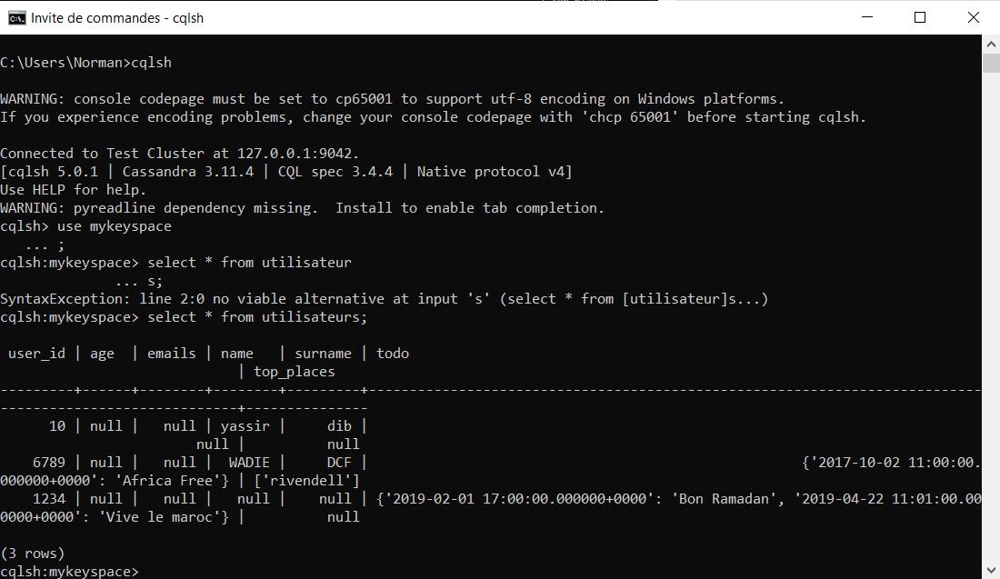 Invite de commandes - cqlsh
C:\Users\Norman>cqlsh
WARNING: console codepage must be set to cp65001 to support utf-8 encoding on Windows platforms.
If you experience encoding problems, change your console codepage with 'chcp 65001' before starting cqlsh.
Connected to Test Cluster at 127.0.0.1:9042.
[cqlsh 5.0.1 | Cassandra 3.11.4 | CQL spec 3.4.4 | Native protocol v4]
Use HELP for help.
WARNING: pyreadline dependency missing.  Install to enable tab completion.
cqlsh> use mykeyspace
   ... ;
cqlsh:mykeyspace> select * from utilisateur
              ... s;
SyntaxException: line 2:0 no viable alternative at input 's' (select * from [utilisateur]s...)
cqlsh:mykeyspace> select * from utilisateurs;
 user_id | age  | emails | name   | surname | todo
                             | top_places
---------+------+--------+--------+---------+---------------------------------------------------------------------------
-----------------------------+---------------
      10 | null |   null | yassir |     dib |
                        null |          null
    6789 | null |   null |  WADIE |     DCF |                                                     {'2017-10-02 11:00:00.
000000+0000': 'Africa Free'} | ['rivendell']
    1234 | null |   null |   null |    null | {'2019-02-01 17:00:00.000000+0000': 'Bon Ramadan', '2019-04-22 11:01:00.00
0000+0000': 'Vive le maroc'} |          null
(3 rows)
cqlsh:mykeyspace>